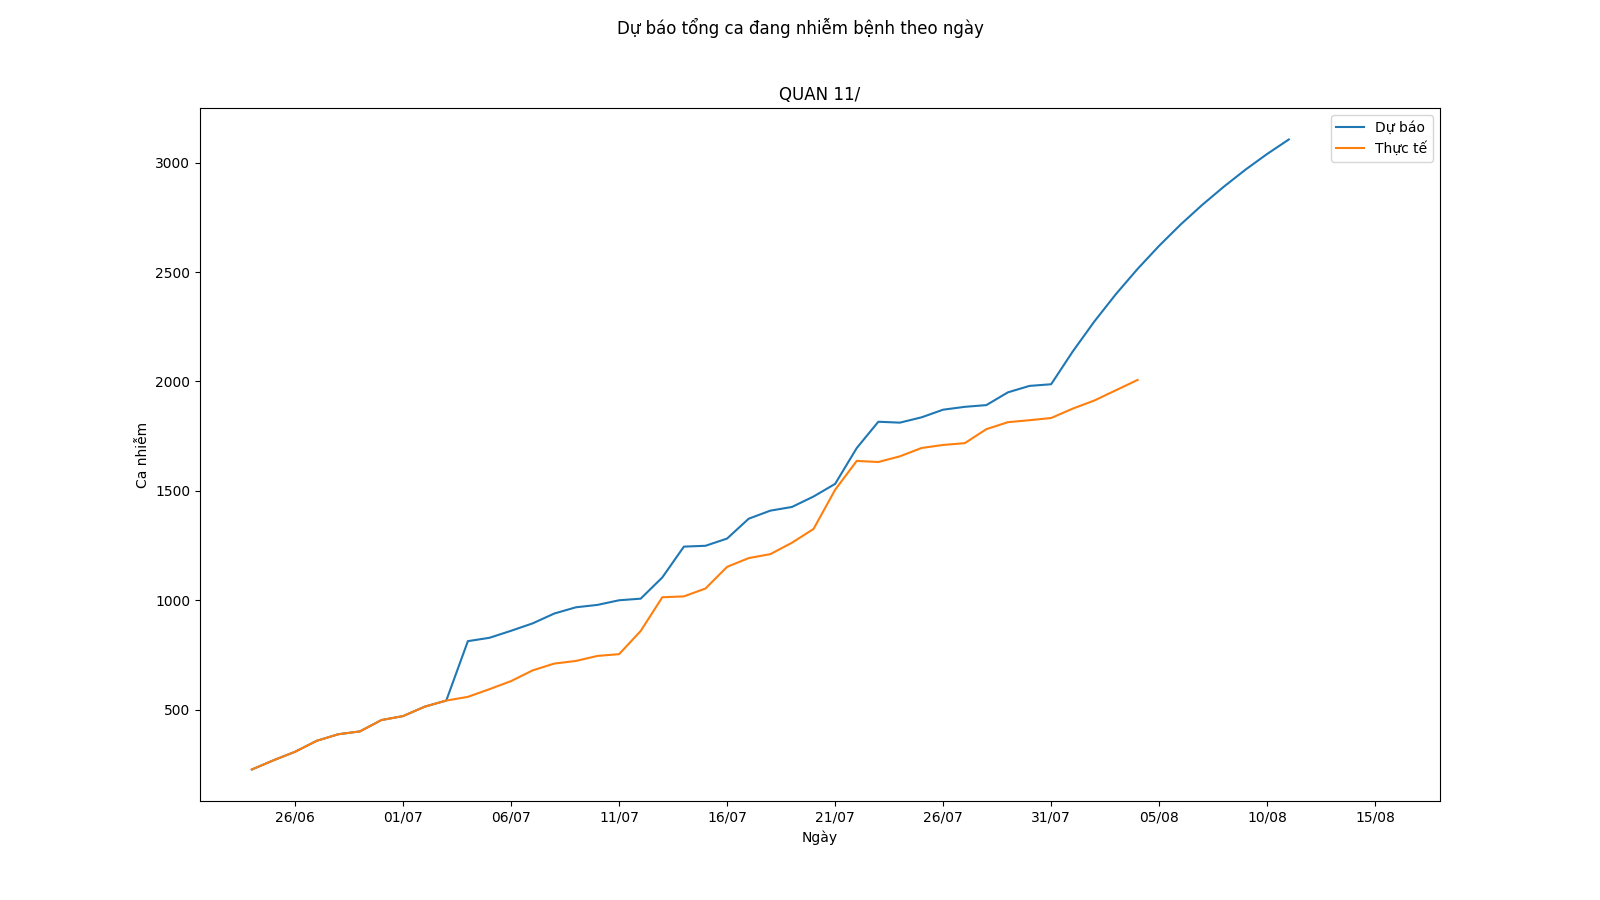 Dự báo tổng ca đang nhiễm bệnh theo ngày
QUAN 11/
Dự báo
Thực tế
3000
2500
2000
1500
1000
500
Ca nhiễm
26/06
01/07
06/07
11/07
16/07
21/07
26/07
31/07
05/08
10/08
15/08
Ngày